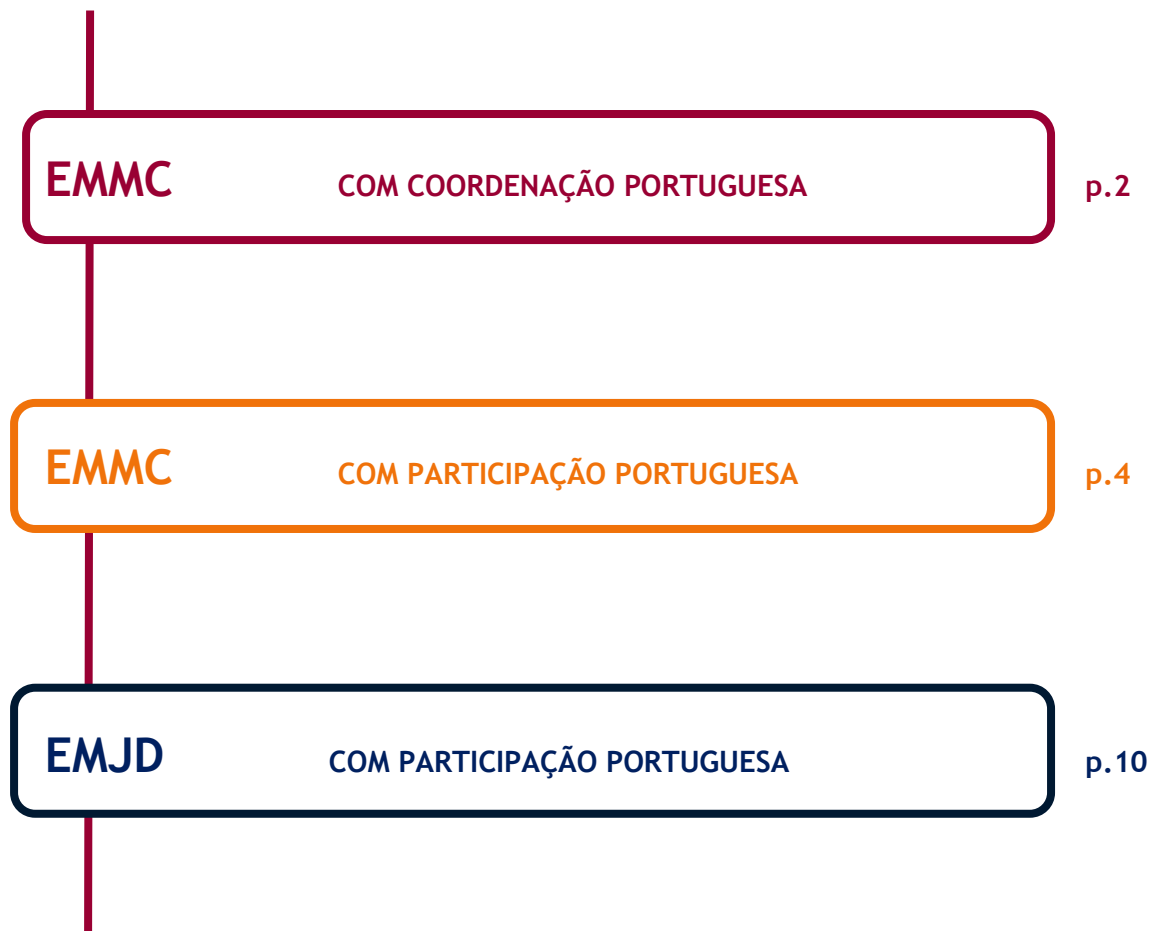 EMMC COM COORDENAÇÃO PORTUGUESA p.2
EMMC COM PARTICIPAÇÃO PORTUGUESA p.4
EMJD COM PARTICIPAÇÃO PORTUGUESA p.10